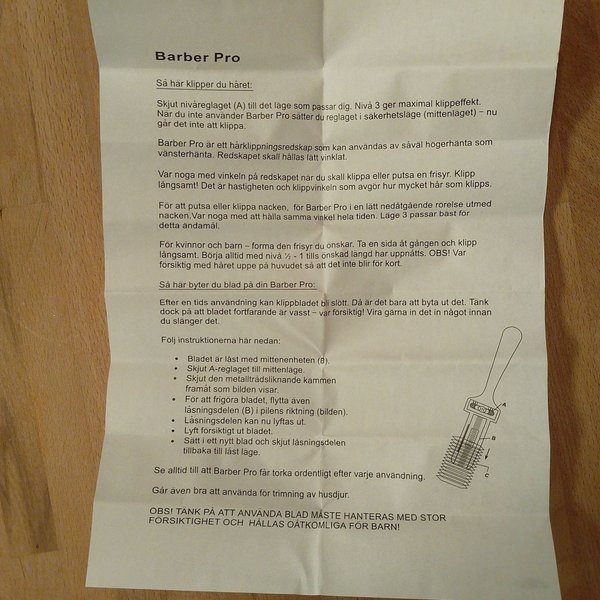 Barber Pro
Så här klipper du håret:
Skjut nivåreglaget (A) till det läge som passar dig. Nivå 3 ger maximal klippeffekt.
När du inte använder Barber Pro sätter du reglaget i säkerhetsläge (mittenläget) – nu
går det inte att klippa.
Barber Pro är ett hårklippningsredskap som kan användas av såväl högerhänta som
vänsterhänta. Redskapet skall hållas lätt vinklat.
Var noga med vinkeln på redskapet när du skall klippa eller putsa en frisyr. Klipp
långsamt! Det är hastigheten och klippvinkeln som avgör hur mycket hår som klipps.
För att putsa eller klippa nacken, för Barber Pro i en lätt nedåtgående rörelse utmed
nacken.Var noga med att hålla samma vinkel hela tiden. Läge 3 passar bäst för
detta ändamål.
För kvinnor och barn – forma den frisyr du önskar. Ta en sida åt gången och klipp
långsamt. Börja alltid med nivå ½ - 1 tills önskad längd har uppnåtts. OBS! Var
försiktig med håret uppe på huvudet så att det inte blir för kort.
Så här byter du blad på din Barber Pro:
Efter en tids användning kan klippbladet bli slött. Då är det bara att byta ut det. Tänk
dock på att bladet fortfarande är vasst – var försiktig! Vira gärna in det in något innan
du slänger det.
Följ instruktionerna här nedan:
• Bladet är låst med mittenenheten (B).
• Skjut A-reglaget till mittenläge.
• Skjut den metalltrådsliknande kammen
framåt som bilden visar.
• För att frigöra bladet, flytta även
låsningsdelen (B) i pilens riktning (bilden).
• Låsningsdelen kan nu lyftas ut.
• Lyft försiktigt ut bladet.
• Sätt i ett nytt blad och skjut låsningsdelen
tillbaka till låst läge.
A
B
C
Se alltid till att Barber Pro får torka ordentligt efter varje användning.
Går även bra att använda för trimning av husdjur.
OBS! TÄNK PÅ ATT ANVÄNDA BLAD MÅSTE HANTERAS MED STOR
FÖRSIKTIGHET OCH HÅLLAS OÅTKOMLIGA FÖR BARN!